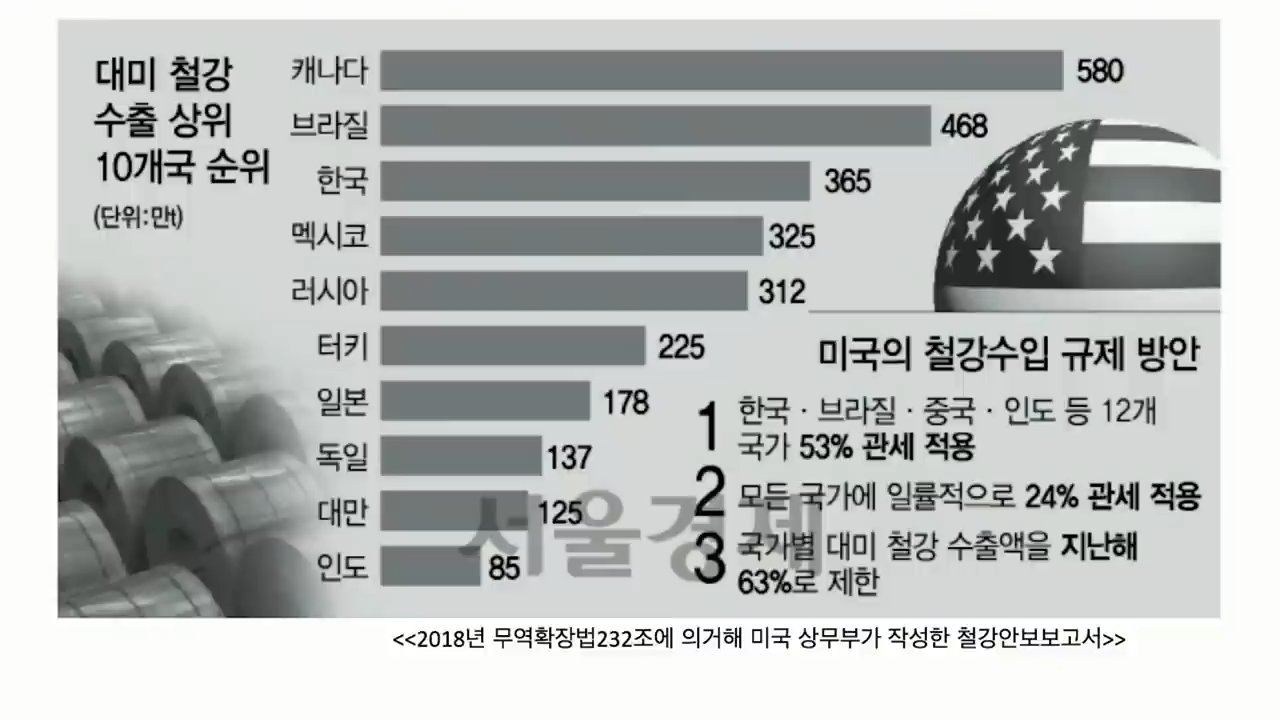 대미 철강
수출 상위
10개국 순위
(단위:만t)
캐나다 580
브라질 468
한국 365
멕시코 325
러시아 312
터키 225
일본 178
독일 137
대만 125
인도 85
미국의 철강수입 규제 방안
1 한국 · 브라질 · 중국 · 인도 등 12개
국가 53% 관세 적용
2 모든 국가에 일률적으로 24% 관세 적용
3 국가별 대미 철강 수출액을 지난해
63%로 제한
서울경제
<<2018년 무역확장법232조에 의거해 미국 상무부가 작성한 철강안보보고서>>